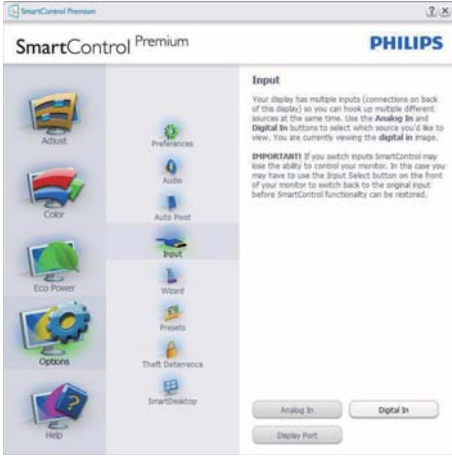 SmartControl Premium
SmartControl Premium
PHILIPS
Adjust
Color
Eco Power
Options
Help
Preferences
Audio
Auto Pivot
Input
Wizard
Presets
Theft Deterrence
SmartDesktop
Input
Your display has multiple inputs (connections on back
of this display) so you can hook up multiple different
sources at the same time. Use the Analog In and
Digital In buttons to select which source you'd like to
view. You are currently viewing the digital in image.
IMPORTANT! If you switch inputs SmartControl may
lose the ability to control your monitor. In this case you
may have to use the Input Select button on the front
of your monitor to switch back to the original input
before SmartControl functionality can be restored.
Analog In
Digital In
Display Port